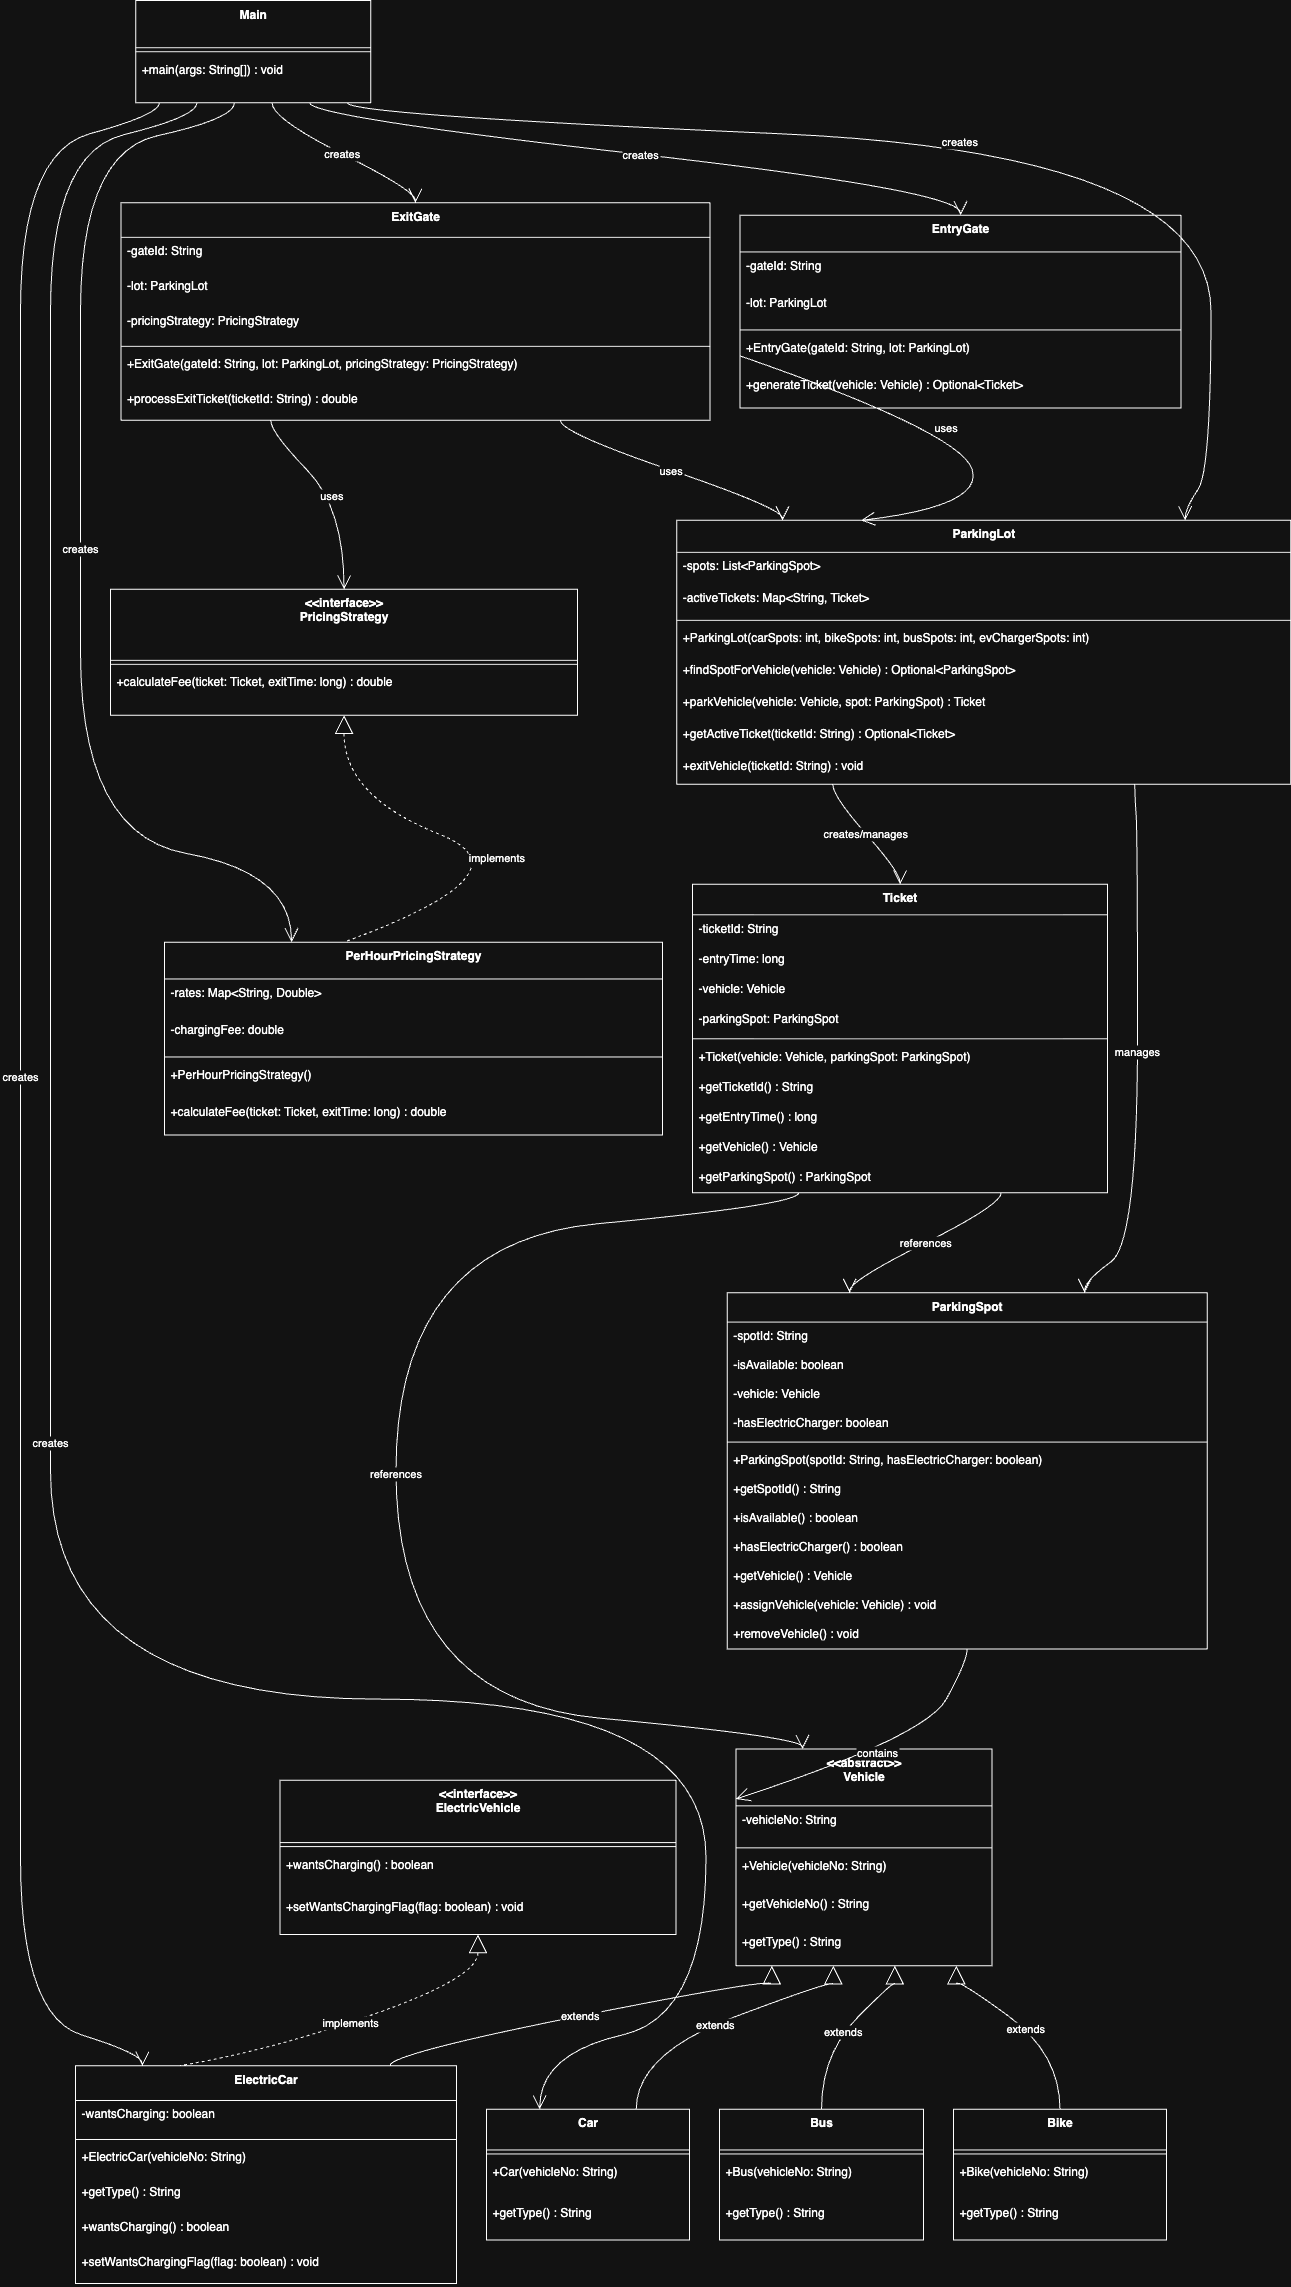 Main
+main(args: String[]) : void
creates
creates
creates
ExitGate
-gateId: String
-lot: ParkingLot
-pricingStrategy: PricingStrategy
+ExitGate(gateId: String, lot: ParkingLot, pricingStrategy: PricingStrategy)
+processExitTicket(ticketId: String) : double
EntryGate
-gateId: String
-lot: ParkingLot
+EntryGate(gateId: String, lot: ParkingLot)
+generateTicket(vehicle: Vehicle) : Optional<Ticket>
uses
uses
uses
creates
<<interface>>
PricingStrategy
+calculateFee(ticket: Ticket, exitTime: long) : double
ParkingLot
-spots: List<ParkingSpot>
-activeTickets: Map<String, Ticket>
+ParkingLot(carSpots: int, bikeSpots: int, busSpots: int, evChargerSpots: int)
+findSpotForVehicle(vehicle: Vehicle) : Optional<ParkingSpot>
+parkVehicle(vehicle: Vehicle, spot: ParkingSpot) : Ticket
+getActiveTicket(ticketId: String) : Optional<Ticket>
+exitVehicle(ticketId: String) : void
creates/manages
implements
Ticket
-ticketId: String
-entryTime: long
-vehicle: Vehicle
-parkingSpot: ParkingSpot
+Ticket(vehicle: Vehicle, parkingSpot: ParkingSpot)
+getTicketId() : String
+getEntryTime() : long
+getVehicle() : Vehicle
+getParkingSpot() : ParkingSpot
PerHourPricingStrategy
-rates: Map<String, Double>
-chargingFee: double
+PerHourPricingStrategy()
+calculateFee(ticket: Ticket, exitTime: long) : double
manages
creates
references
ParkingSpot
-spotId: String
-isAvailable: boolean
-vehicle: Vehicle
-hasElectricCharger: boolean
+ParkingSpot(spotId: String, hasElectricCharger: boolean)
+getSpotId() : String
+isAvailable() : boolean
+hasElectricCharger() : boolean
+getVehicle() : Vehicle
+assignVehicle(vehicle: Vehicle) : void
+removeVehicle() : void
creates
references
contains
<<abstract>>
Vehicle
-vehicleNo: String
+Vehicle(vehicleNo: String)
+getVehicleNo() : String
+getType() : String
<<interface>>
ElectricVehicle
+wantsCharging() : boolean
+setWantsChargingFlag(flag: boolean) : void
implements
extends
extends
extends
extends
ElectricCar
-wantsCharging: boolean
+ElectricCar(vehicleNo: String)
+getType() : String
+wantsCharging() : boolean
+setWantsChargingFlag(flag: boolean) : void
Car
+Car(vehicleNo: String)
+getType() : String
Bus
+Bus(vehicleNo: String)
+getType() : String
Bike
+Bike(vehicleNo: String)
+getType() : String